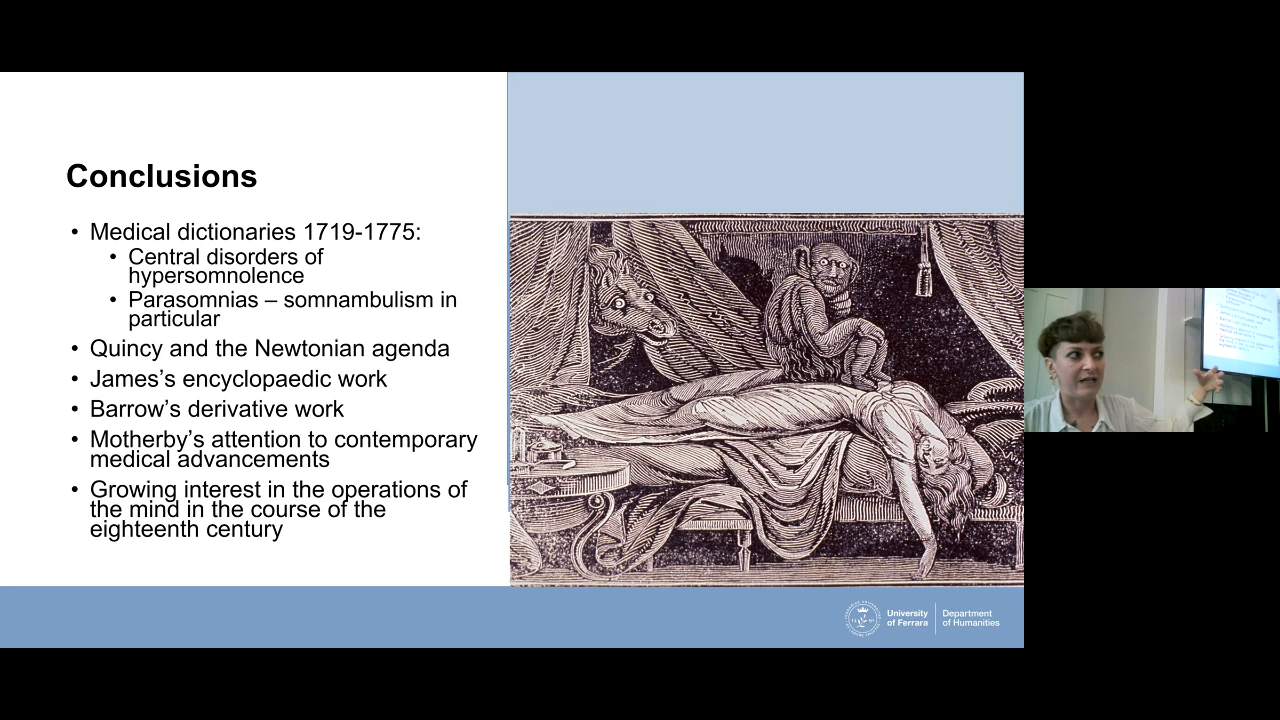 Conclusions
• Medical dictionaries 1719-1775:
• Central disorders of
hypersomnolence
• Parasomnias – somnambulism in
particular
• Quincy and the Newtonian agenda
• James’s encyclopaedic work
• Barrow’s derivative work
• Motherby’s attention to contemporary
medical advancements
• Growing interest in the operations of
the mind in the course of the
eighteenth century
University
of Ferrara
Department
of Humanities